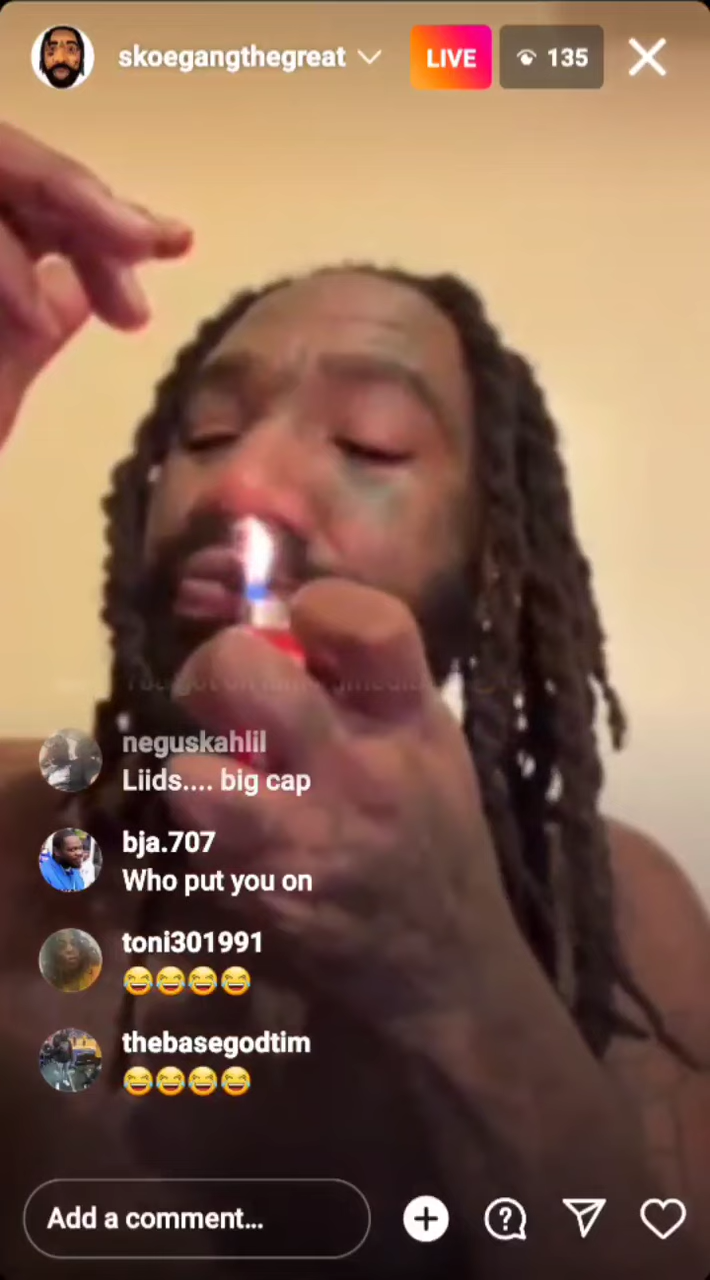 skoegangthegreat
LIVE
135
neguskahlil
Liids.... big cap
bja.707
Who put you on
toni301991
😂😂😂😂
thebasegodtim
😂😂😂😂
Add a comment...